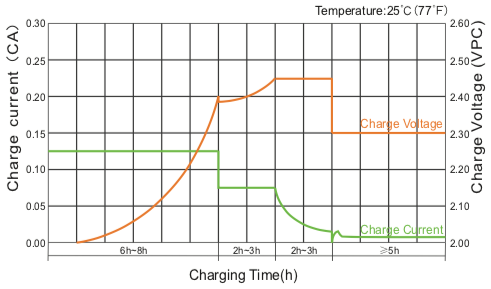 Temperature:25°C(77°F)
0.30
0.25
0.20
0.15
0.10
0.05
0.00
Charge current (CA)
2.60
2.50
2.40
2.30
2.20
2.10
2.00
Charge Voltage (VPC)
Charge Voltage
Charge Current
6h~8h
2h~3h
2h~3h
≥5h
Charging Time(h)